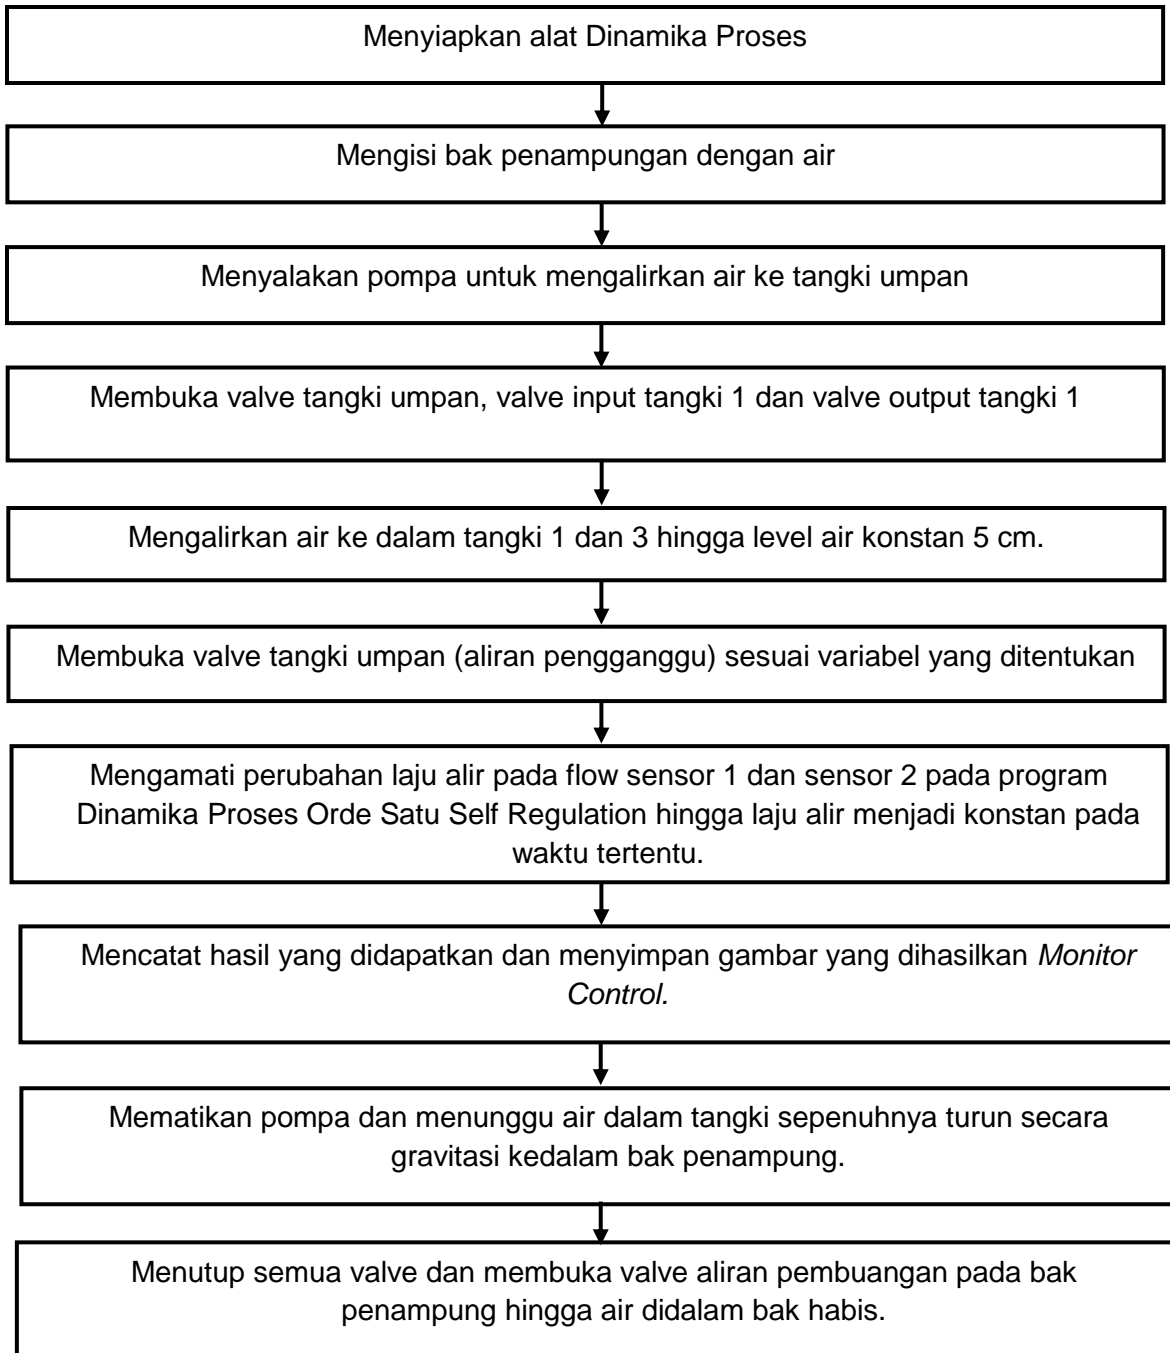 Menyiapkan alat Dinamika Proses
Mengisi bak penampungan dengan air
Menyalakan pompa untuk mengalirkan air ke tangki umpan
Membuka valve tangki umpan, valve input tangki 1 dan valve output tangki 1
Mengalirkan air ke dalam tangki 1 dan 3 hingga level air konstan 5 cm.
Membuka valve tangki umpan (aliran pengganggu) sesuai variabel yang ditentukan
Mengamati perubahan laju alir pada flow sensor 1 dan sensor 2 pada program
Dinamika Proses Orde Satu Self Regulation hingga laju alir menjadi konstan pada
waktu tertentu.
Mencatat hasil yang didapatkan dan menyimpan gambar yang dihasilkan Monitor
Control.
Mematikan pompa dan menunggu air dalam tangki sepenuhnya turun secara
gravitasi kedalam bak penampung.
Menutup semua valve dan membuka valve aliran pembuangan pada bak
penampung hingga air didalam bak habis.